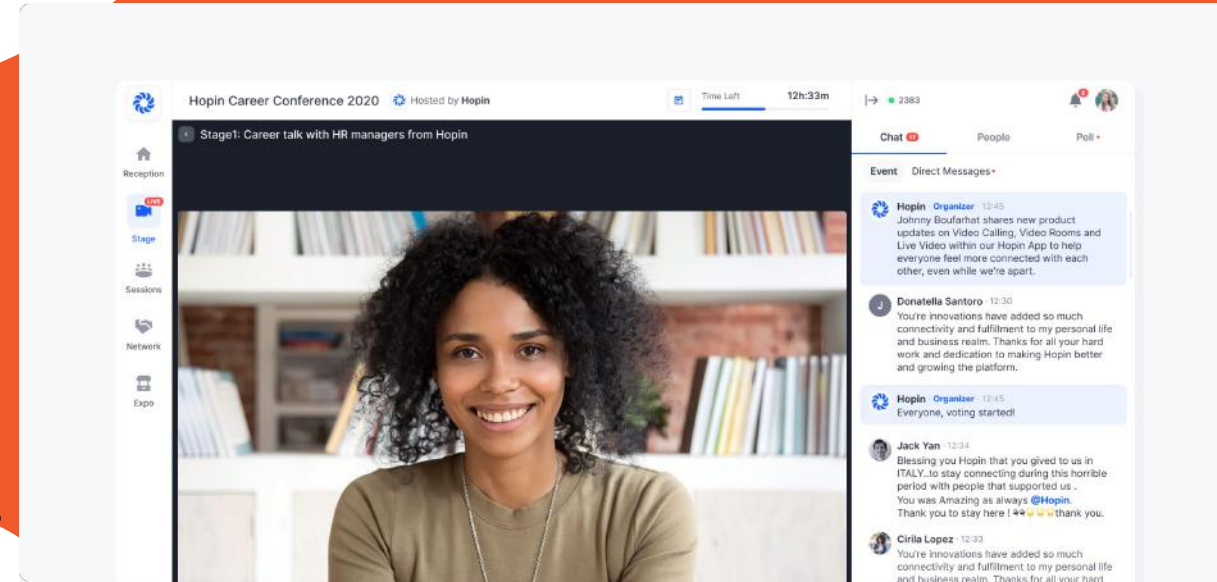 Hopin Career Conference 2020
Hosted by Hopin
Time Left
12h:33m
2383
Stage1: Career talk with HR managers from Hopin
Reception
LIVE
Stage
Sessions
Network
Expo
Chat
People
Poll
Event
Direct Messages
Hopin Organizer · 12:45
Johnny Boufarhat shares new product
updates on Video Calling, Video Rooms and
Live Video within our Hopin App to help
everyone feel more connected with each
other, even while we're apart.
J
Donatella Santoro · 12:30
You're innovations have added so much
connectivity and fulfillment to my personal life
and business realm. Thanks for all your hard
work and dedication to making Hopin better
and growing the platform.
Hopin Organizer · 12:45
Everyone, voting started!
Jack Yan · 12:34
Blessing you Hopin that you gived to us in
ITALY..to stay connecting during this horrible
period with people that supported us .
You was Amazing as always @Hopin.
Thank you to stay here ! thank you.
Cirila Lopez · 12:33
You're innovations have added so much
connectivity and fulfillment to my personal life
and business realm. Thanks for all your hard